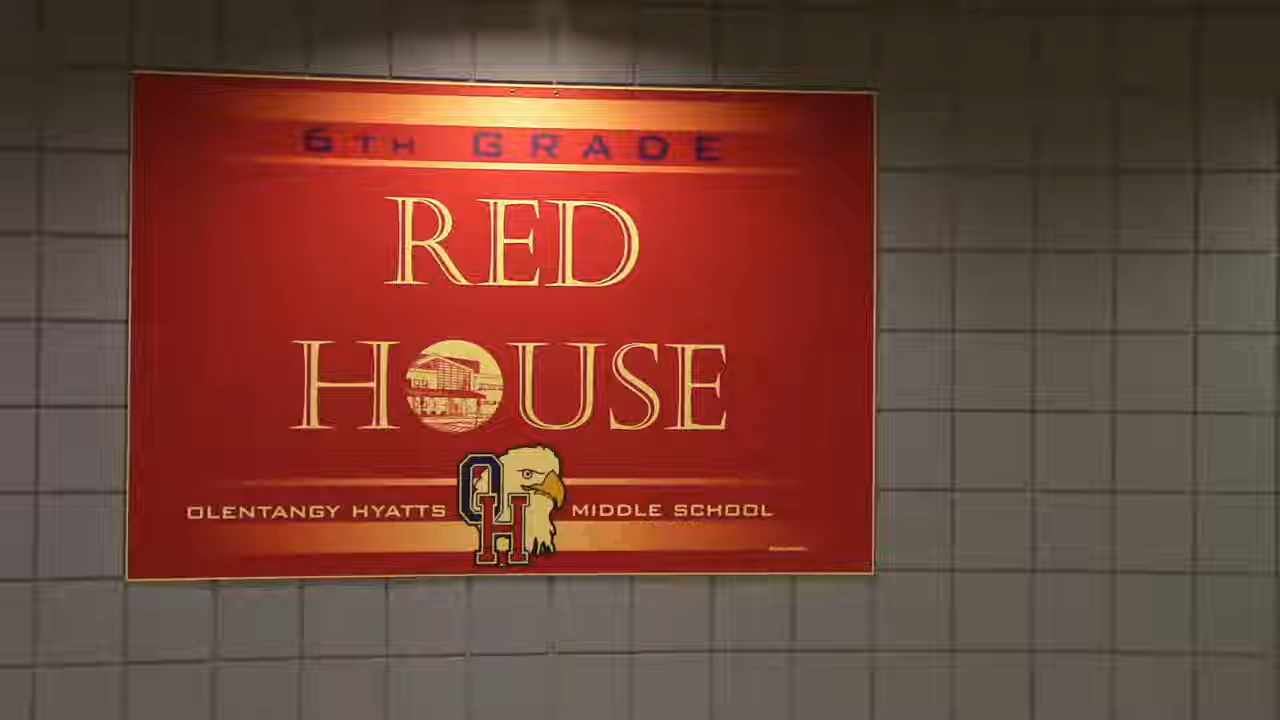 6TH GRADE
RED
HOUSE
OLENTANGY HYATTS OH MIDDLE SCHOOL